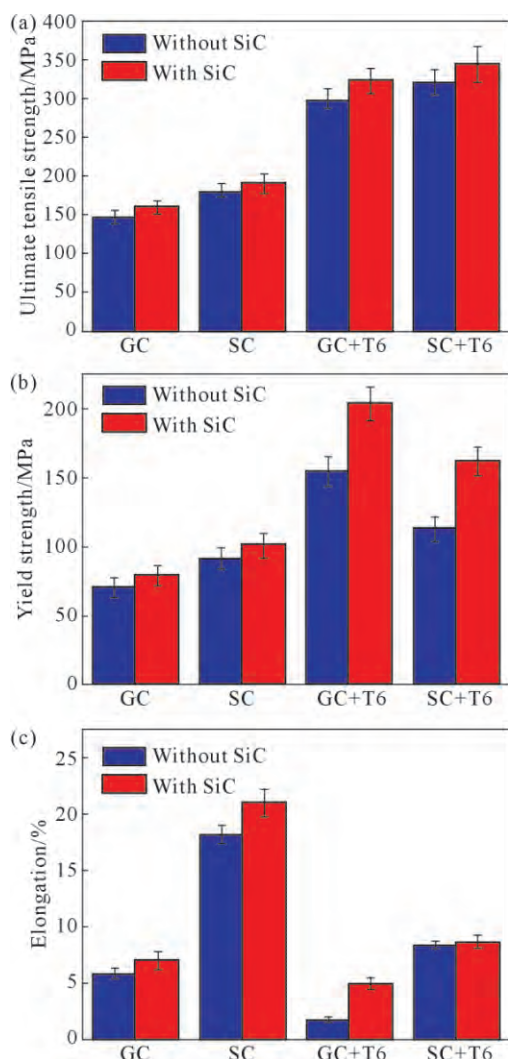 (a)
400
350
300
250
200
150
100
50
0
Ultimate tensile strength/MPa
Without SiC
With SiC
GC SC GC+T6 SC+T6
(b)
200
150
100
50
0
Yield strength/MPa
Without SiC
With SiC
GC SC GC+T6 SC+T6
(c)
25
20
15
10
5
0
Elongation/%
Without SiC
With SiC
GC SC GC+T6 SC+T6